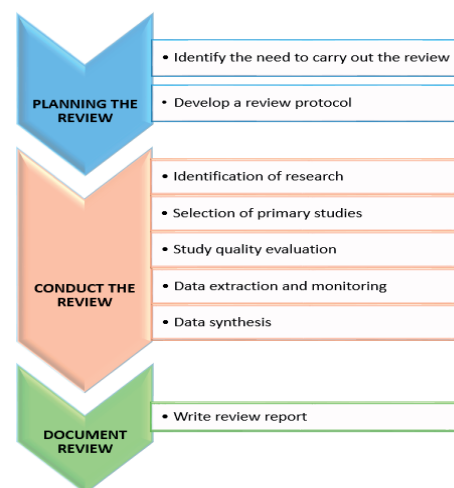 PLANNING THE
REVIEW
• Identify the need to carry out the review
• Develop a review protocol
CONDUCT THE
REVIEW
• Identification of research
• Selection of primary studies
• Study quality evaluation
• Data extraction and monitoring
• Data synthesis
DOCUMENT
REVIEW
• Write review report